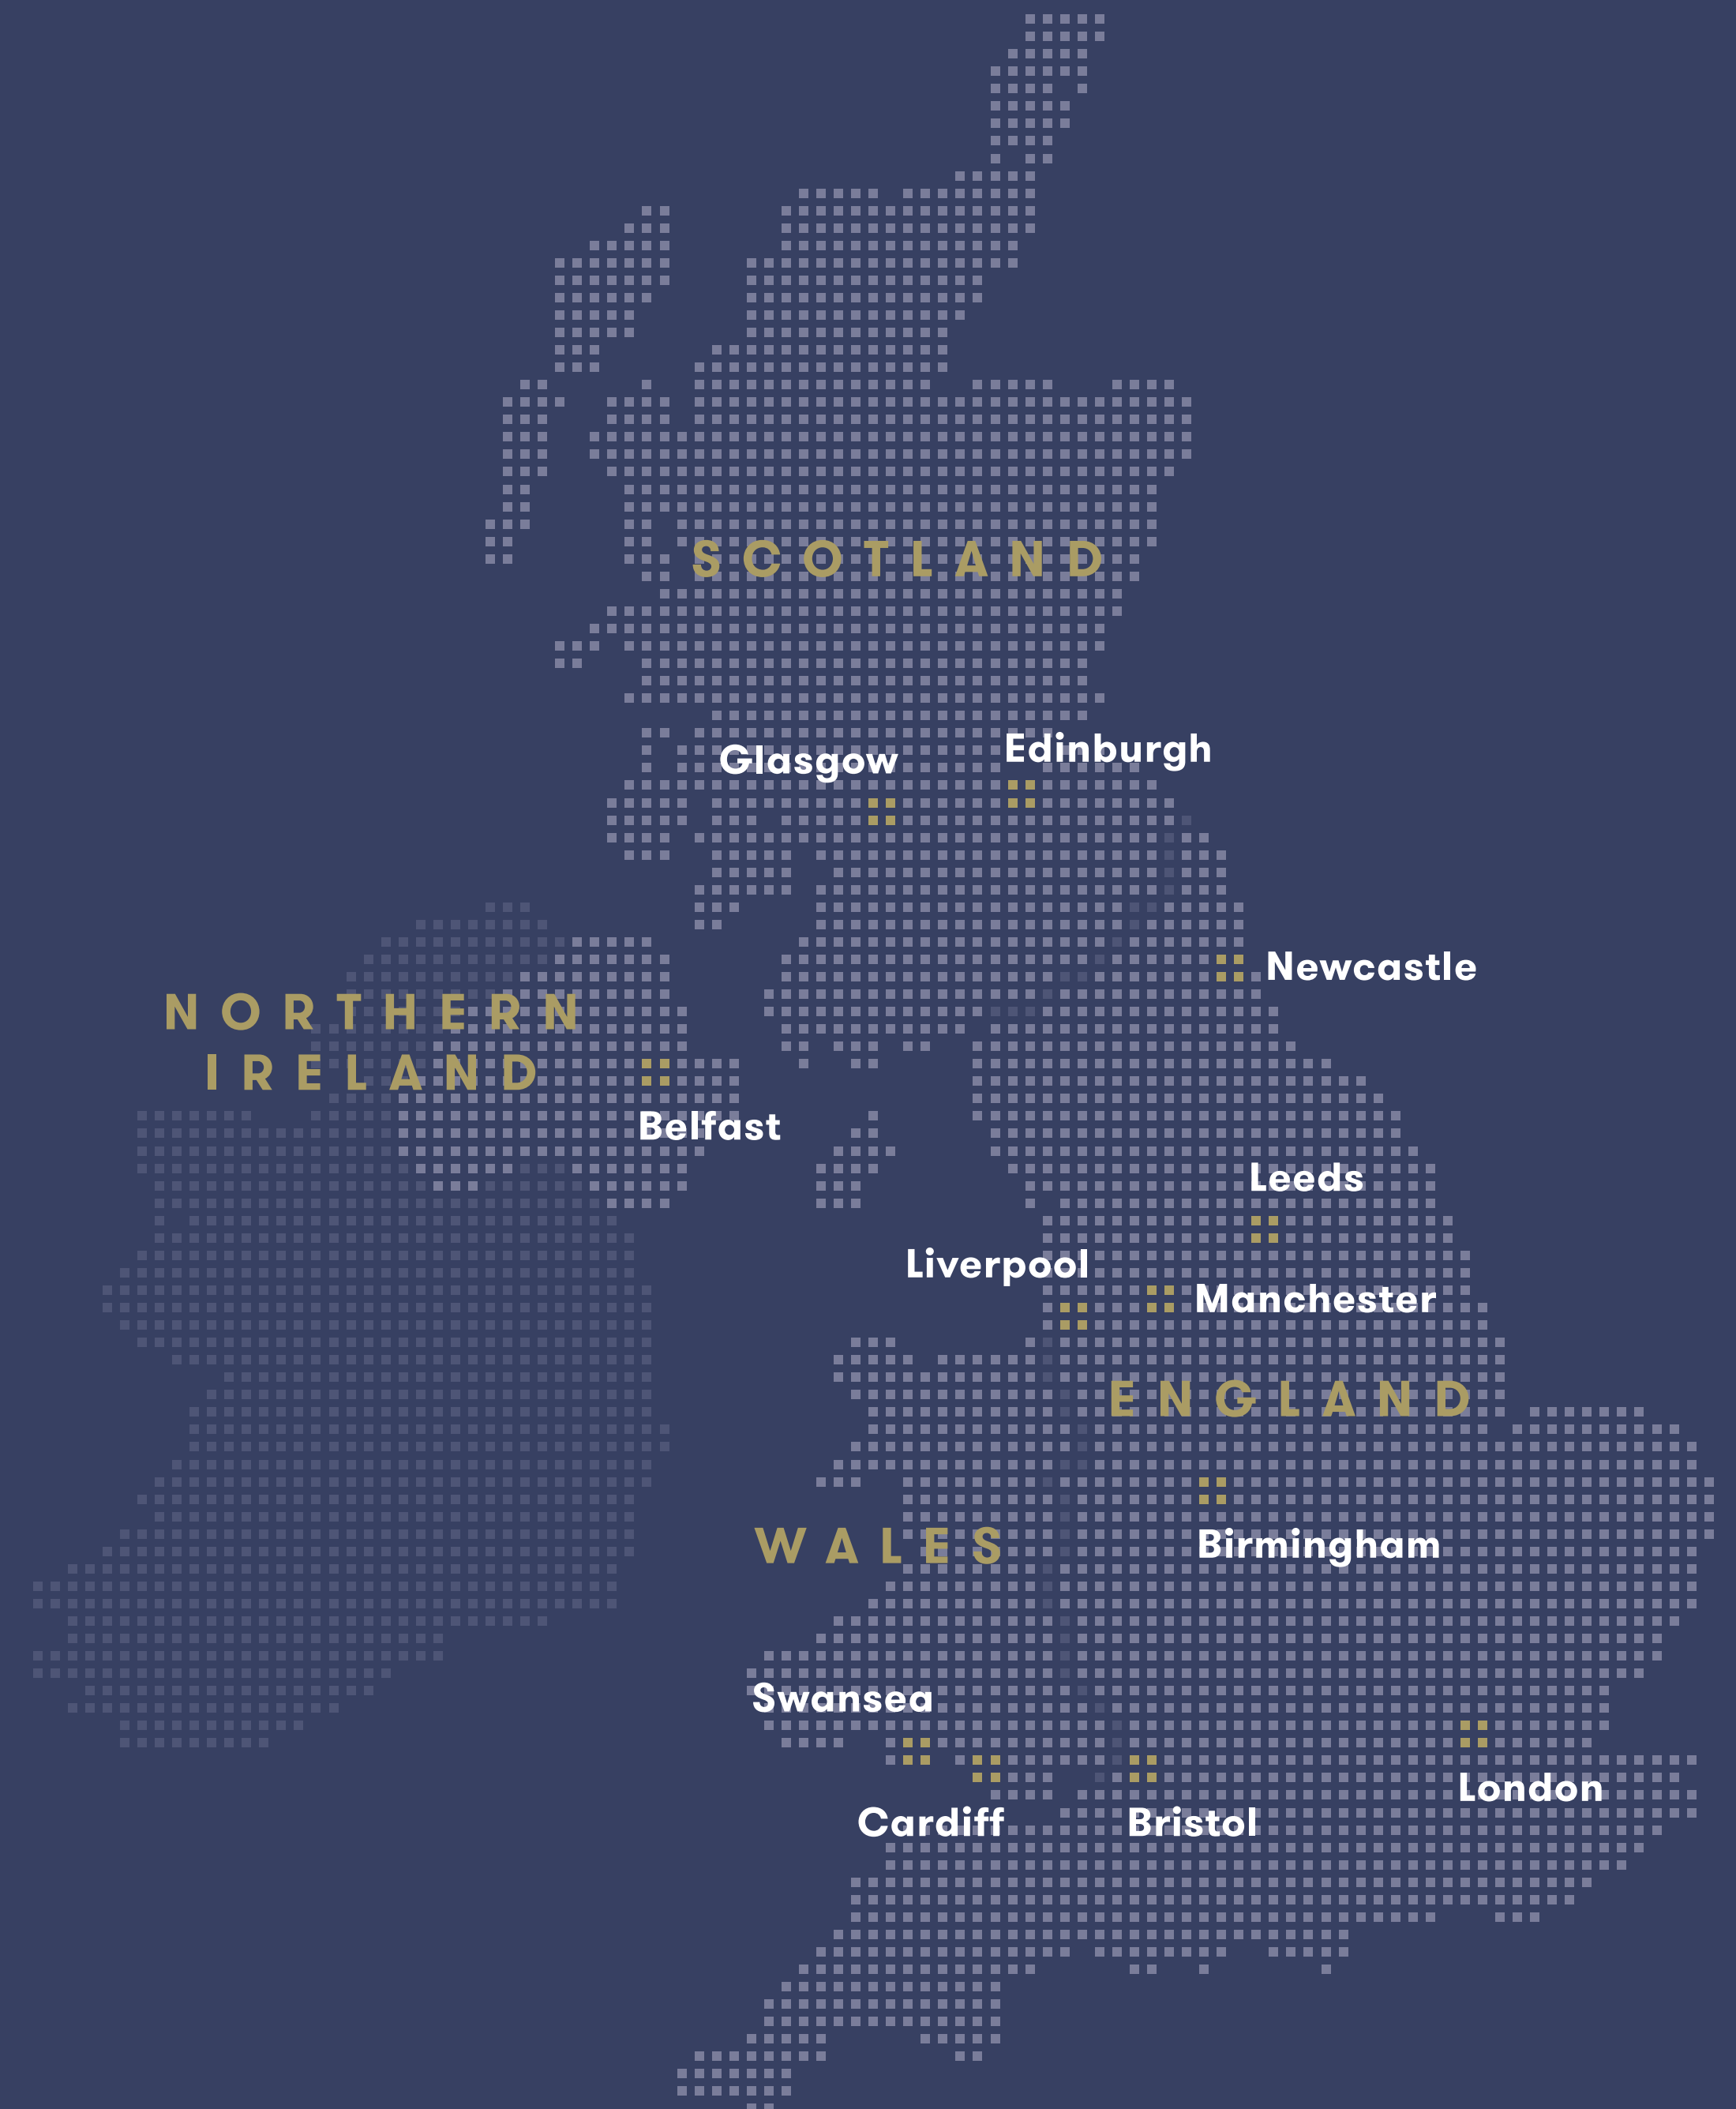 SCOTLAND
Edinburgh
Glasgow
Newcastle
NORTHERN
IRELAND
Belfast
Leeds
Liverpool
Manchester
ENGLAND
WALES
Birmingham
Swansea
London
Cardiff
Bristol